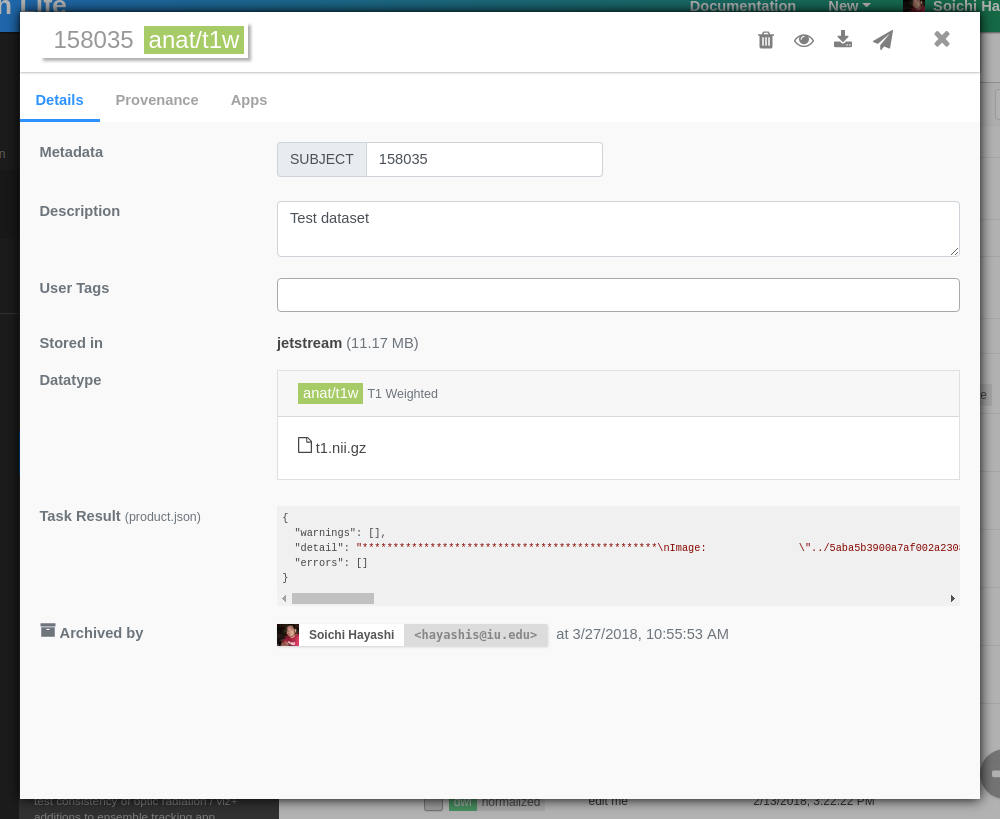 n Life
Documentation New Soichi Ha
158035 anat/t1w
Details Provenance Apps
n
Metadata SUBJECT 158035
Description Test dataset
User Tags
Stored in jetstream (11.17 MB)
Datatype anat/t1w T1 Weighted
e
t1.nii.gz
Task Result (product.json) {
"warnings": [],
"detail": "************************************************\nImage: \"../5aba5b3900a7af002a230
"errors": []
}
Archived by Soichi Hayashi <hayashis@iu.edu> at 3/27/2018, 10:55:53 AM
test consistency of optic radiation / viz+ dwi normalized edit me 2/13/2018, 3:22:22 PM
additions to ensemble tracking app